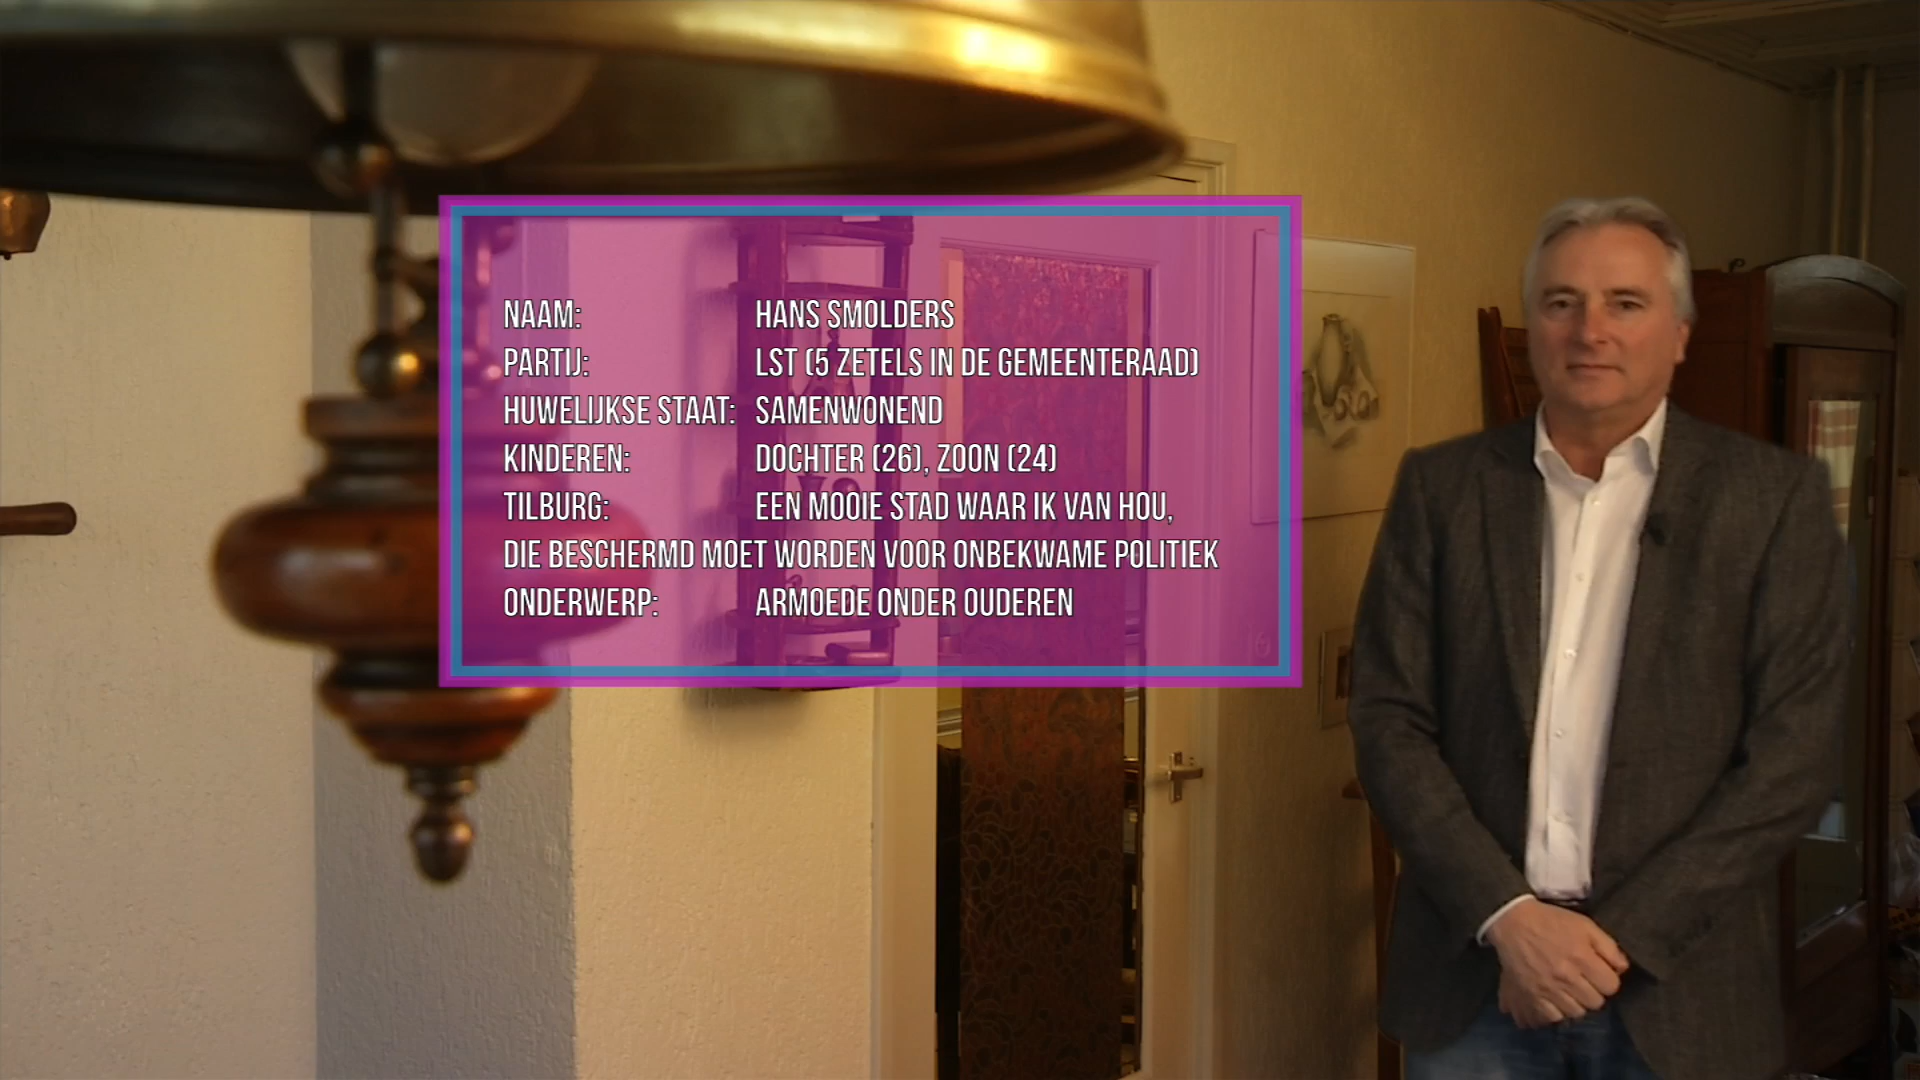 NAAM: HANS SMOLDERS
PARTIJ: LST (5 ZETELS IN DE GEMEENTERAAD)
HUWELIJKSE STAAT: SAMENWONEND
KINDEREN: DOCHTER (26), ZOON (24)
TILBURG: EEN MOOIE STAD WAAR IK VAN HOU,
DIE BESCHERMD MOET WORDEN VOOR ONBEKWAME POLITIEK
ONDERWERP: ARMOEDE ONDER OUDEREN